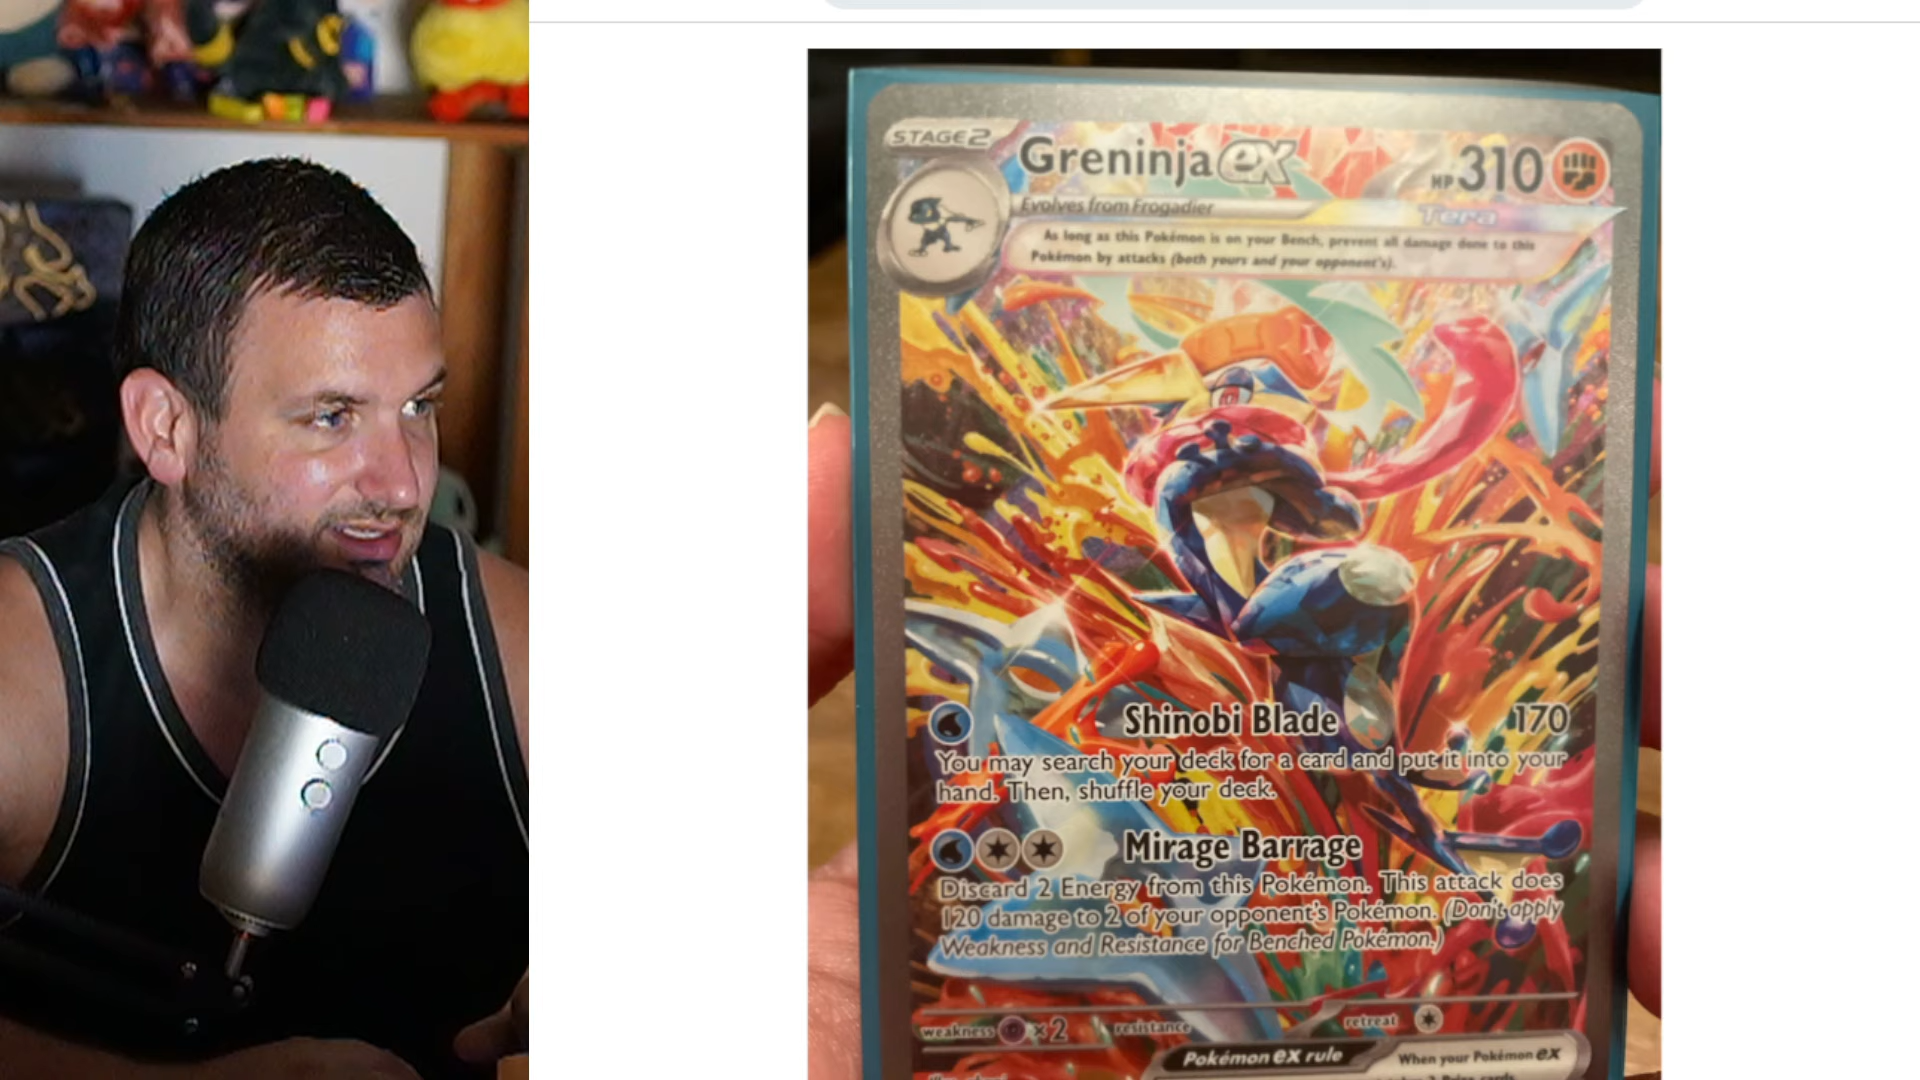 STAGE2
Greninja ex HP310
Evolves from Frogadier Tera
As long as this Pokémon is on your Bench, prevent all damage done to this
Pokémon by attacks (both yours and your opponent's).
Shinobi Blade 170
You may search your deck for a card and put it into your
hand. Then, shuffle your deck.
Mirage Barrage
Discard 2 Energy from this Pokémon. This attack does
120 damage to 2 of your opponent's Pokémon. (Don't apply
Weakness and Resistance for Benched Pokémon.)
weakness ×2 resistance retreat
Pokémon ex rule When your Pokémon ex